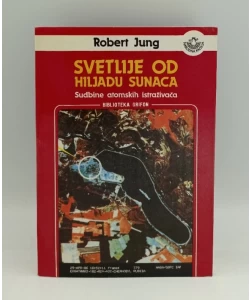 Robert Jung
SVETLIJE OD
HILJADU SUNACA
Sudbine atomskih istraživača
BIBLIOTEKA GRIFON